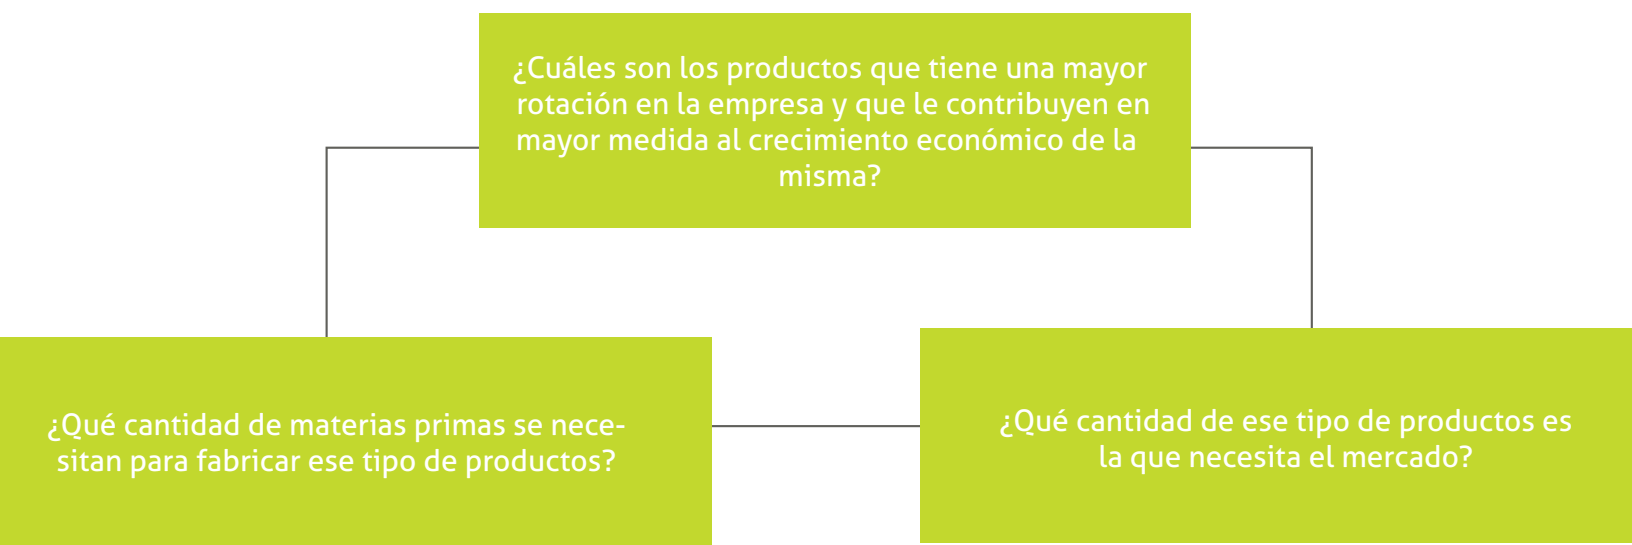 ¿Cuáles son los productos que tiene una mayor
rotación en la empresa y que le contribuyen en
mayor medida al crecimiento económico de la
misma?
¿Qué cantidad de materias primas se nece-
sitan para fabricar ese tipo de productos?
¿Qué cantidad de ese tipo de productos es
la que necesita el mercado?